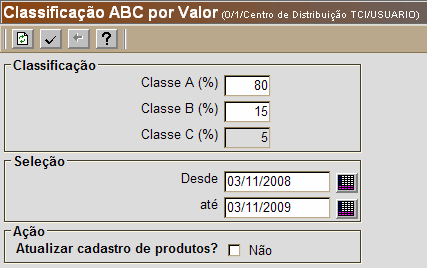 Classificação ABC por Valor (0/1/Centro de Distribuição TCI/USUARIO)
?
Classificação
Classe A (%) 80
Classe B (%) 15
Classe C (%) 5
Seleção
Desde 03/11/2008
até 03/11/2009
Ação
Atualizar cadastro de produtos? Não